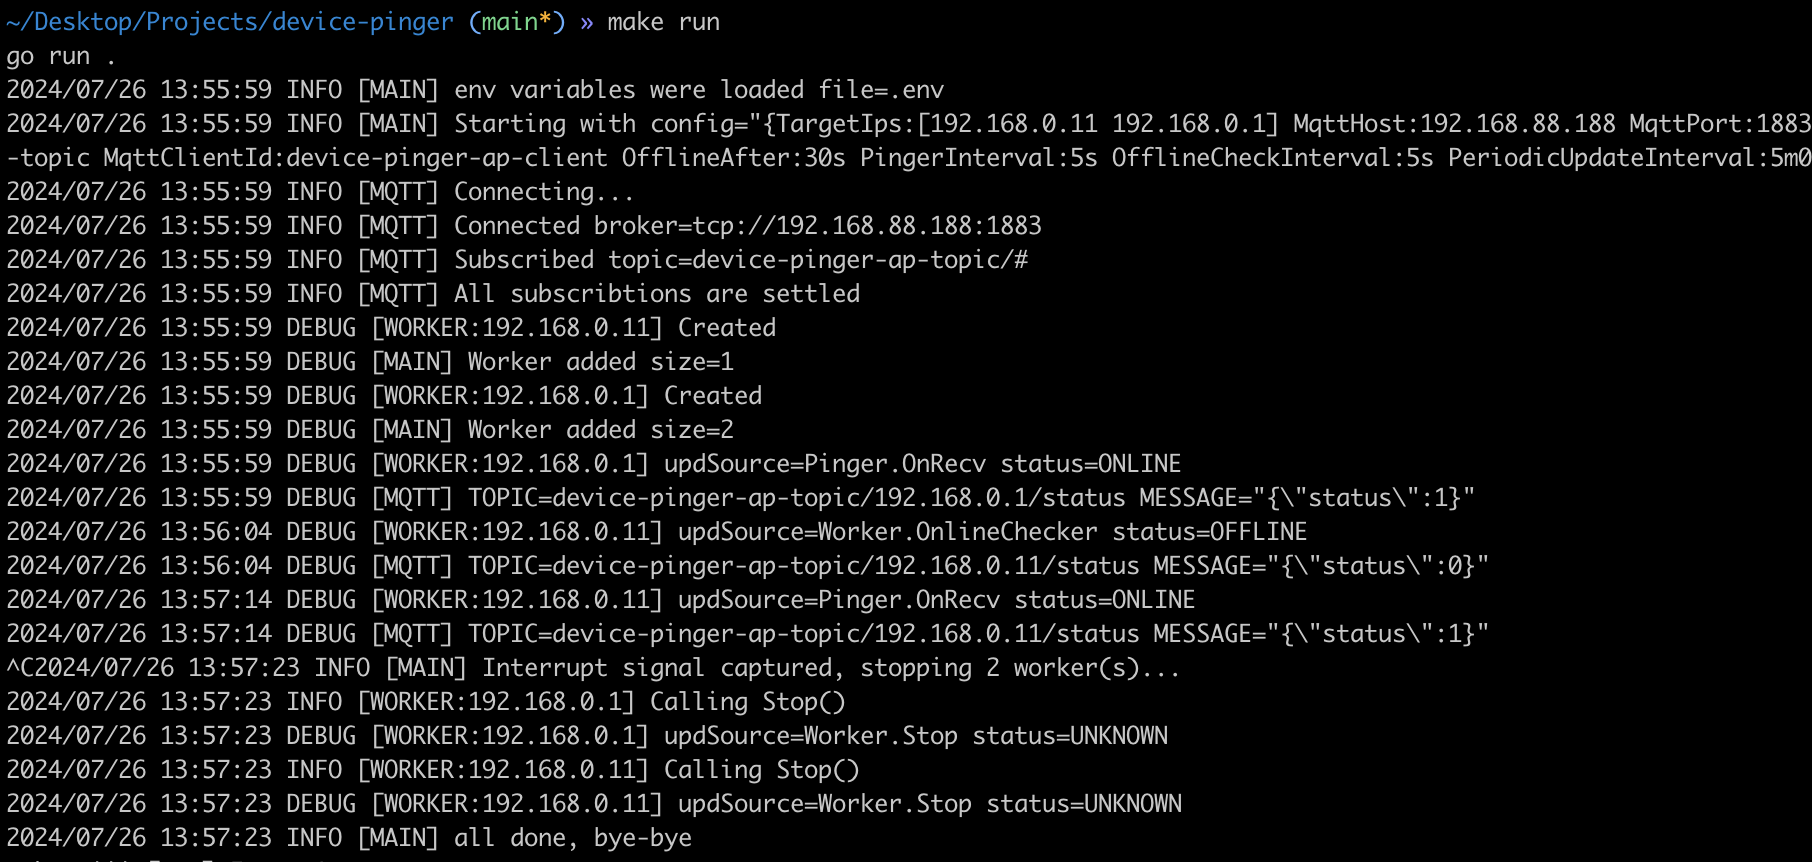 ~/Desktop/Projects/device-pinger (main*) » make run
go run .
2024/07/26 13:55:59 INFO [MAIN] env variables were loaded file=.env
2024/07/26 13:55:59 INFO [MAIN] Starting with config="{TargetIps:[192.168.0.11 192.168.0.1] MqttHost:192.168.88.188 MqttPort:1883
-topic MqttClientId:device-pinger-ap-client OfflineAfter:30s PingerInterval:5s OfflineCheckInterval:5s PeriodicUpdateInterval:5m0
2024/07/26 13:55:59 INFO [MQTT] Connecting...
2024/07/26 13:55:59 INFO [MQTT] Connected broker=tcp://192.168.88.188:1883
2024/07/26 13:55:59 INFO [MQTT] Subscribed topic=device-pinger-ap-topic/#
2024/07/26 13:55:59 INFO [MQTT] All subscribtions are settled
2024/07/26 13:55:59 DEBUG [WORKER:192.168.0.11] Created
2024/07/26 13:55:59 DEBUG [MAIN] Worker added size=1
2024/07/26 13:55:59 DEBUG [WORKER:192.168.0.1] Created
2024/07/26 13:55:59 DEBUG [MAIN] Worker added size=2
2024/07/26 13:55:59 DEBUG [WORKER:192.168.0.1] updSource=Pinger.OnRecv status=ONLINE
2024/07/26 13:55:59 DEBUG [MQTT] TOPIC=device-pinger-ap-topic/192.168.0.1/status MESSAGE="{\"status\":1}"
2024/07/26 13:56:04 DEBUG [WORKER:192.168.0.11] updSource=Worker.OnlineChecker status=OFFLINE
2024/07/26 13:56:04 DEBUG [MQTT] TOPIC=device-pinger-ap-topic/192.168.0.11/status MESSAGE="{\"status\":0}"
2024/07/26 13:57:14 DEBUG [WORKER:192.168.0.11] updSource=Pinger.OnRecv status=ONLINE
2024/07/26 13:57:14 DEBUG [MQTT] TOPIC=device-pinger-ap-topic/192.168.0.11/status MESSAGE="{\"status\":1}"
^C2024/07/26 13:57:23 INFO [MAIN] Interrupt signal captured, stopping 2 worker(s)...
2024/07/26 13:57:23 INFO [WORKER:192.168.0.1] Calling Stop()
2024/07/26 13:57:23 DEBUG [WORKER:192.168.0.1] updSource=Worker.Stop status=UNKNOWN
2024/07/26 13:57:23 INFO [WORKER:192.168.0.11] Calling Stop()
2024/07/26 13:57:23 DEBUG [WORKER:192.168.0.11] updSource=Worker.Stop status=UNKNOWN
2024/07/26 13:57:23 INFO [MAIN] all done, bye-bye